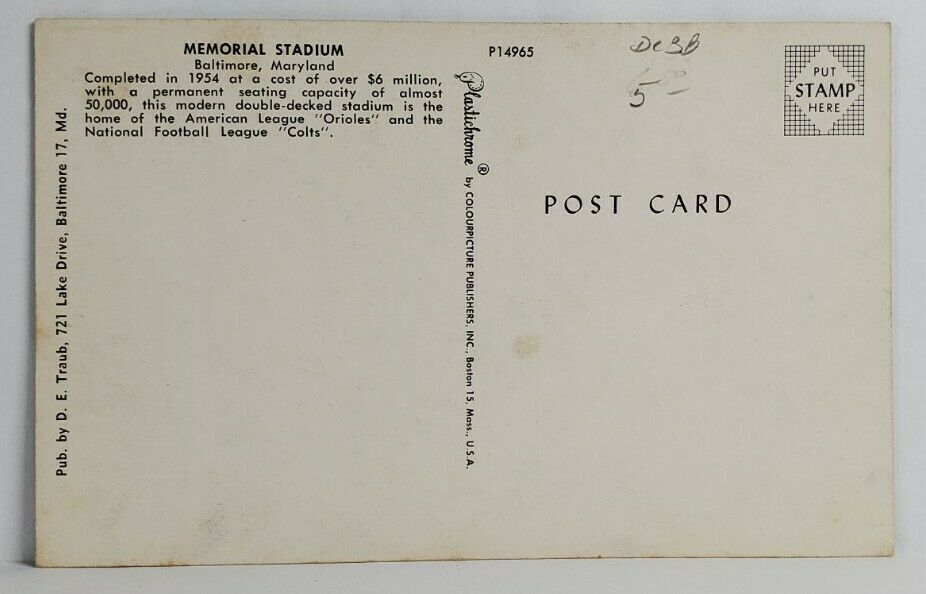 MEMORIAL STADIUM
Baltimore, Maryland
Completed in 1954 at a cost of over $6 million,
with a permanent seating capacity of almost
50,000, this modern double-decked stadium is the
home of the American League "Orioles" and the
National Football League "Colts".
Pub. by D. E. Traub, 721 Lake Drive, Baltimore 17, Md.
P14965
Plastichrome® by COLOURPICTURE PUBLISHERS, INC., Boston 15, Mass., U.S.A.
5
PUT
STAMP
HERE
POST CARD